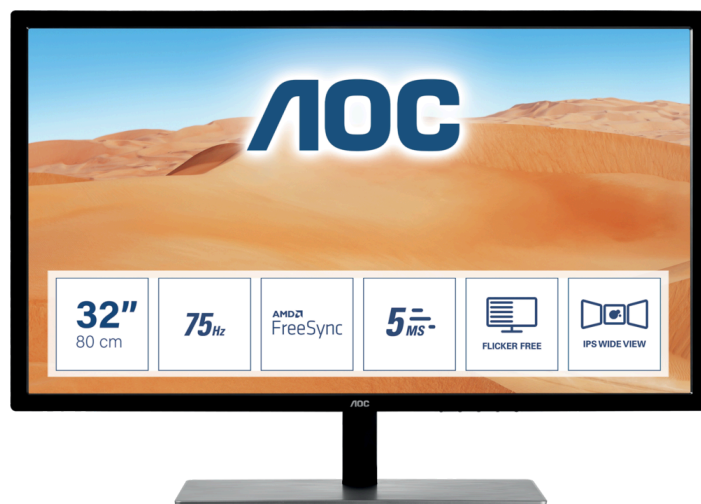 AOC
32"
80 cm
75Hz
AMD
FreeSync
5MS
FLICKER FREE
IPS WIDE VIEW
AOC